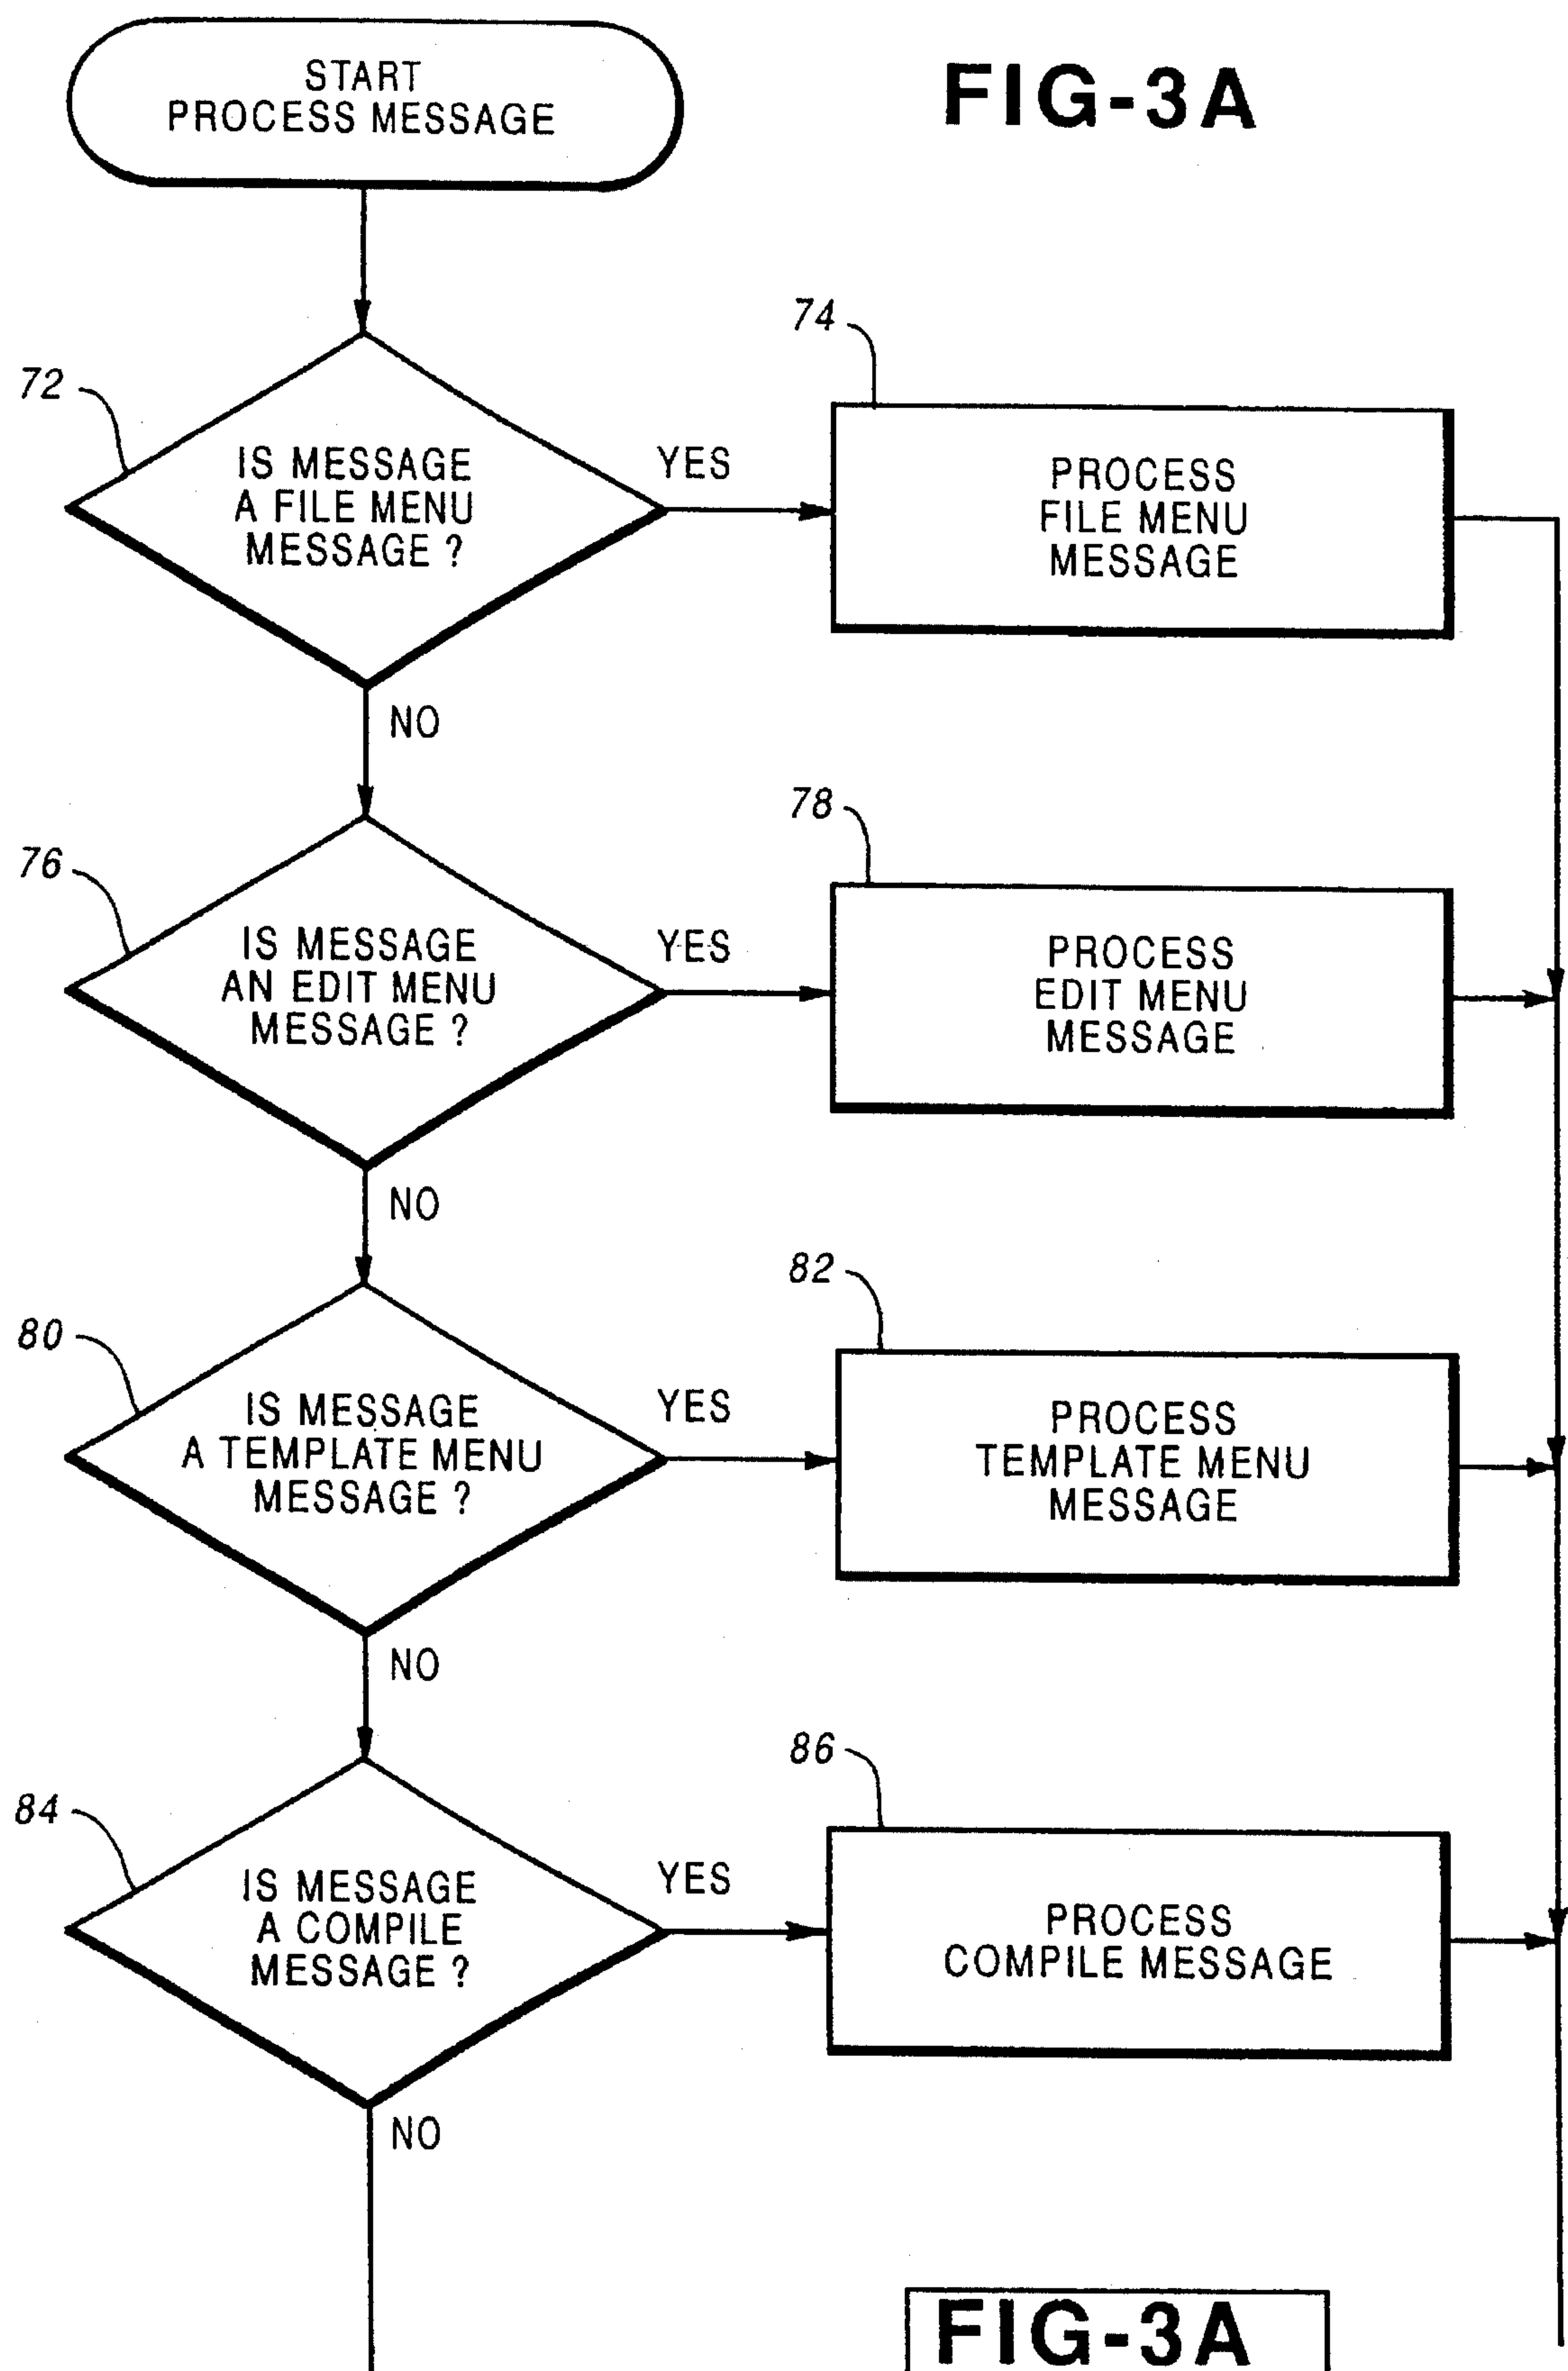 START
PROCESS MESSAGE
FIG-3A
72
IS MESSAGE
A FILE MENU
MESSAGE ?
YES
NO
74
PROCESS
FILE MENU
MESSAGE
76
IS MESSAGE
AN EDIT MENU
MESSAGE ?
YES
NO
78
PROCESS
EDIT MENU
MESSAGE
80
IS MESSAGE
A TEMPLATE MENU
MESSAGE ?
YES
NO
82
PROCESS
TEMPLATE MENU
MESSAGE
84
IS MESSAGE
A COMPILE
MESSAGE ?
YES
NO
86
PROCESS
COMPILE MESSAGE
FIG-3A